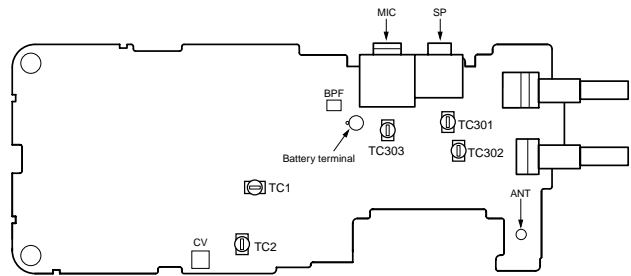 MIC
SP
BPF
TC301
Battery terminal
TC303
TC302
TC1
ANT
CV
TC2